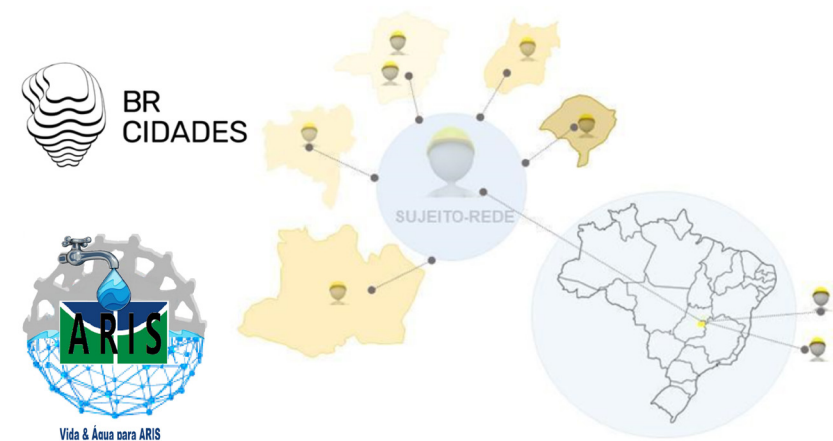 BR
CIDADES
SUJEITO-REDE
ARIS
Vida & Água para ARIS